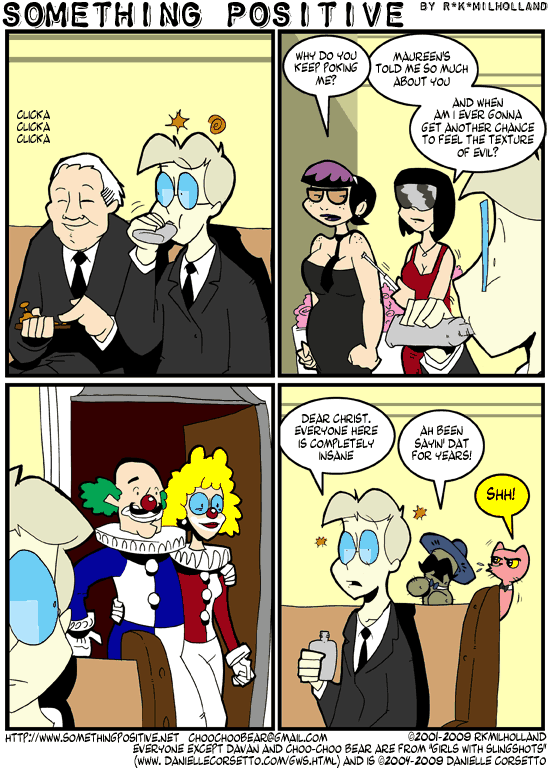 SOMETHING POSITIVE BY R*K*MILHOLLAND
CLICKA
CLICKA
CLICKA
WHY DO YOU
KEEP POKING
ME?
MAUREEN'S
TOLD ME SO MUCH
ABOUT YOU
AND WHEN
AM I EVER GONNA
GET ANOTHER CHANCE
TO FEEL THE TEXTURE
OF EVIL?
DEAR CHRIST.
EVERYONE HERE
IS COMPLETELY
INSANE
AH BEEN
SAYIN' DAT
FOR YEARS!
SHH!
HTTP://WWW.SOMETHINGPOSITIVE.NET CHOOCHOOBEAR@GMAIL.COM ©2001-2009 RKMILHOLLAND
EVERYONE EXCEPT DAVAN AND CHOO-CHOO BEAR ARE FROM "GIRLS WITH SLINGSHOTS"
(WWW. DANIELLECORSETTO.COM/GWS.HTML) AND IS ©2004-2009 DANIELLE CORSETTO